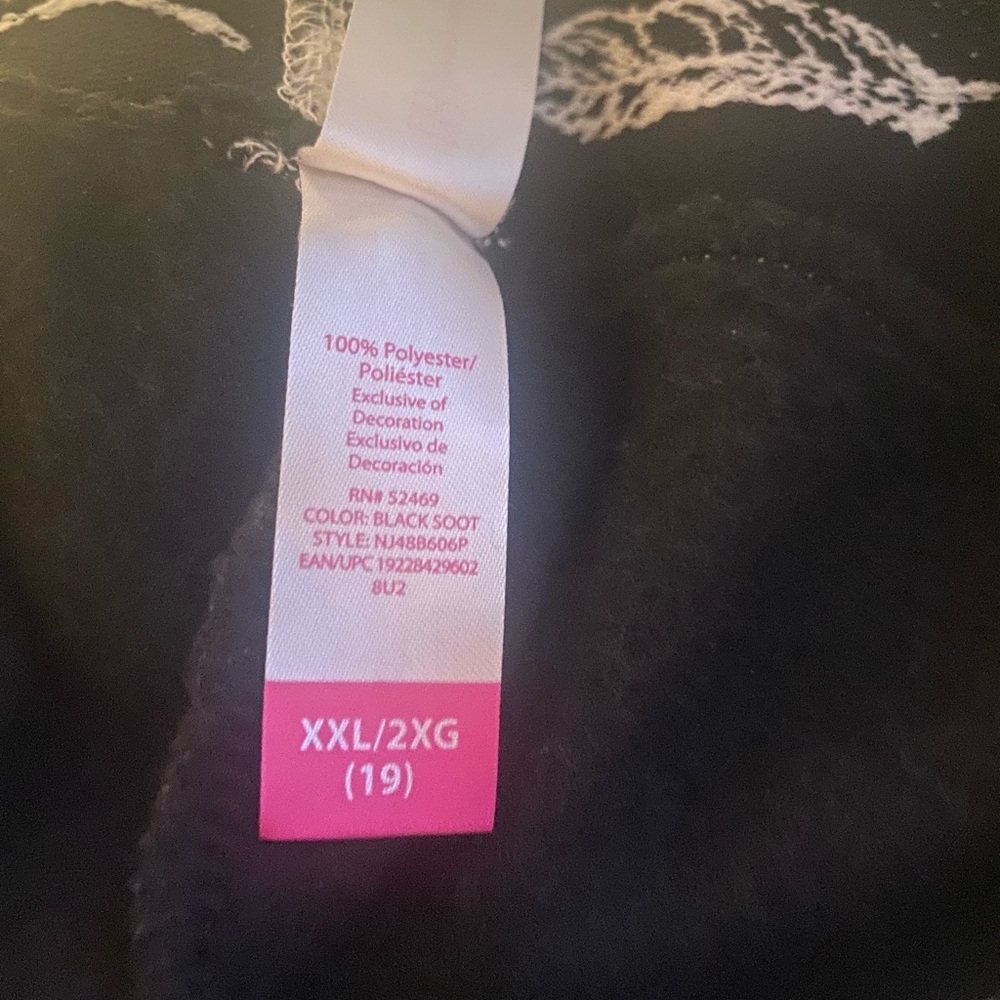 100% Polyester/
Poliéster
Exclusive of
Decoration
Exclusivo de
Decoración
RN# 52469
COLOR: BLACK SOOT
STYLE: NJ48B606P
EAN/UPC 19228429602
8U2
XXL/2XG
(19)